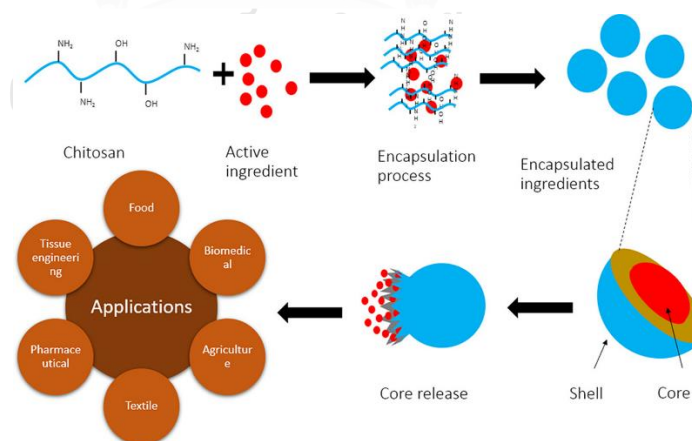 NH₂
OH
NH₂
NH₂
OH
+
Chitosan
Active
ingredient
Encapsulation
process
Encapsulated
ingredients
Food
Tissue
engineeri
ng
Biomedic
al
Applications
Pharmace
utical
Agricultur
e
Textile
Core release
Shell
Core